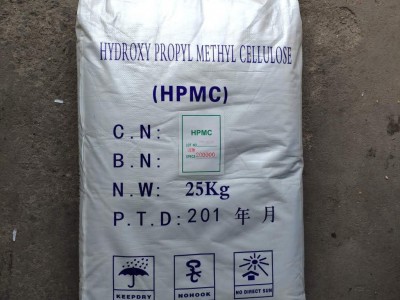 HYDROXY PROPYL METHYL CELLULOSE
(HPMC)
C.N:
HPMC
B.N:
N.W: 25Kg
P.T.D: 201 年 月
KEEPDRY
NOHOOK
NO DIRECT SUN